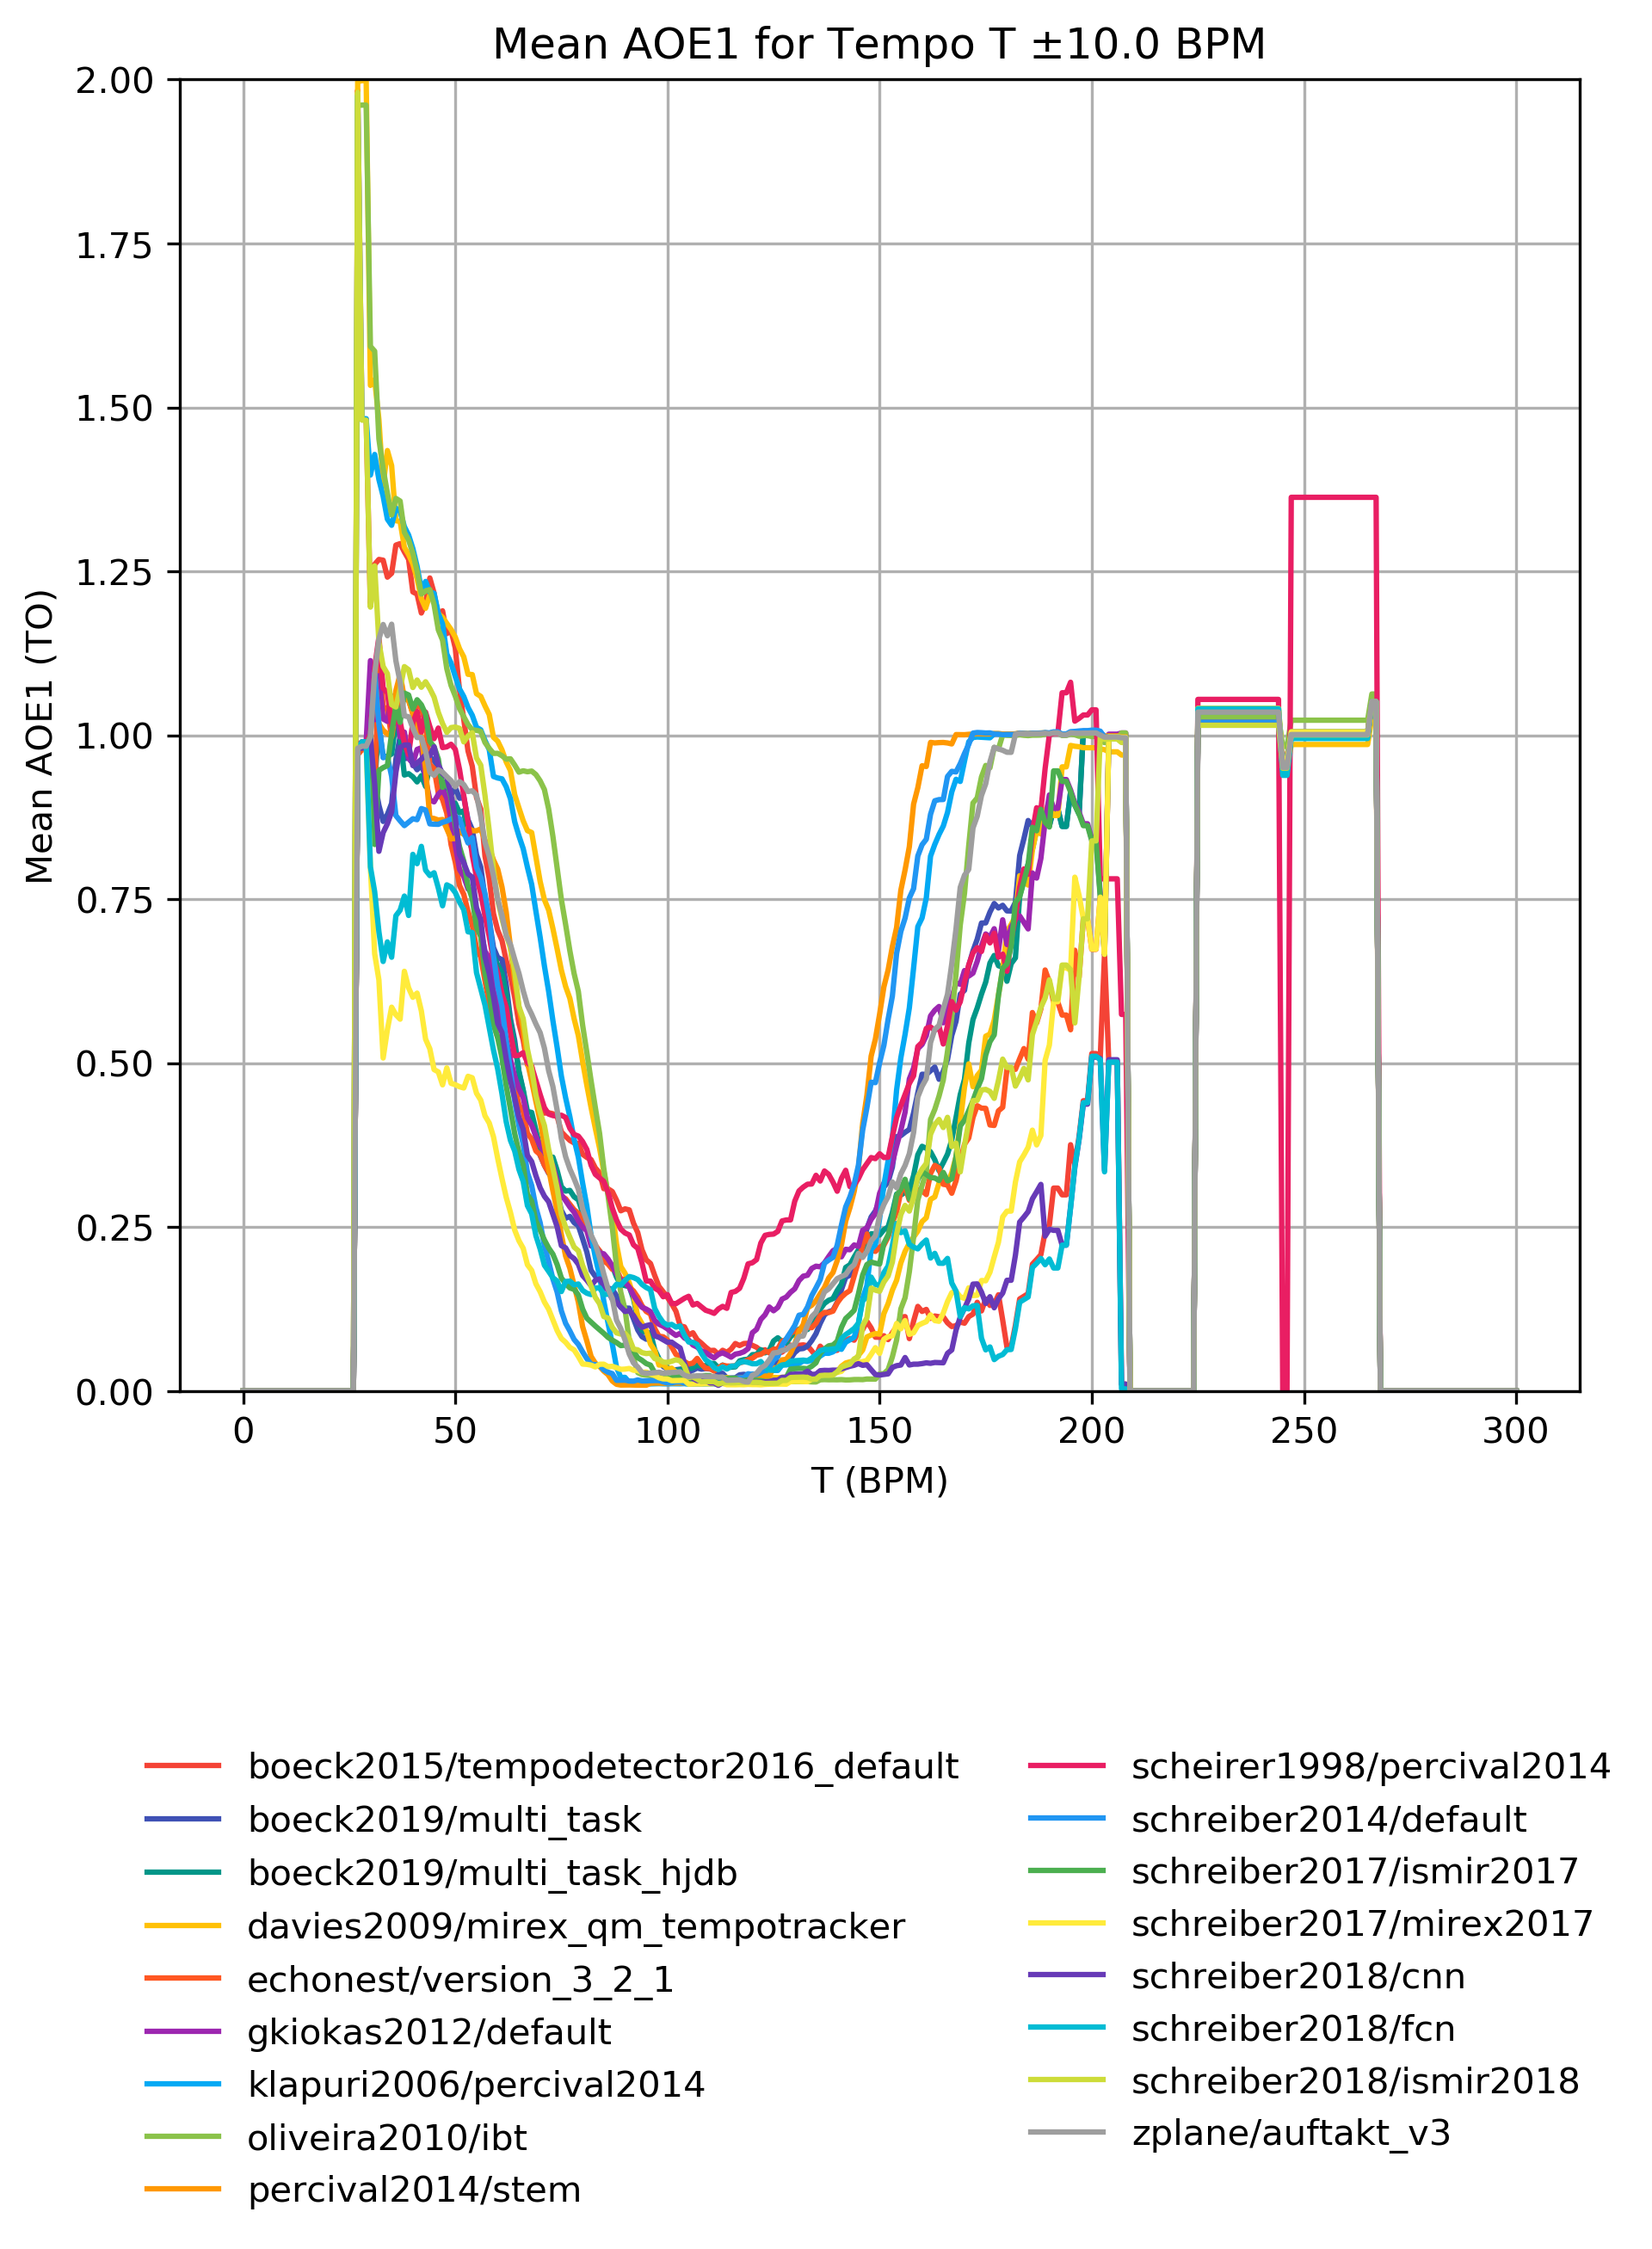 Mean AOE1 for Tempo T ±10.0 BPM
2.00
1.75
1.50
1.25
1.00
0.75
0.50
0.25
0.00
Mean AOE1 (TO)
0 50 100 150 200 250 300
T (BPM)
boeck2015/tempodetector2016_default
boeck2019/multi_task
boeck2019/multi_task_hjdb
davies2009/mirex_qm_tempotracker
echonest/version_3_2_1
gkiokas2012/default
klapuri2006/percival2014
oliveira2010/ibt
percival2014/stem
scheirer1998/percival2014
schreiber2014/default
schreiber2017/ismir2017
schreiber2017/mirex2017
schreiber2018/cnn
schreiber2018/fcn
schreiber2018/ismir2018
zplane/auftakt_v3